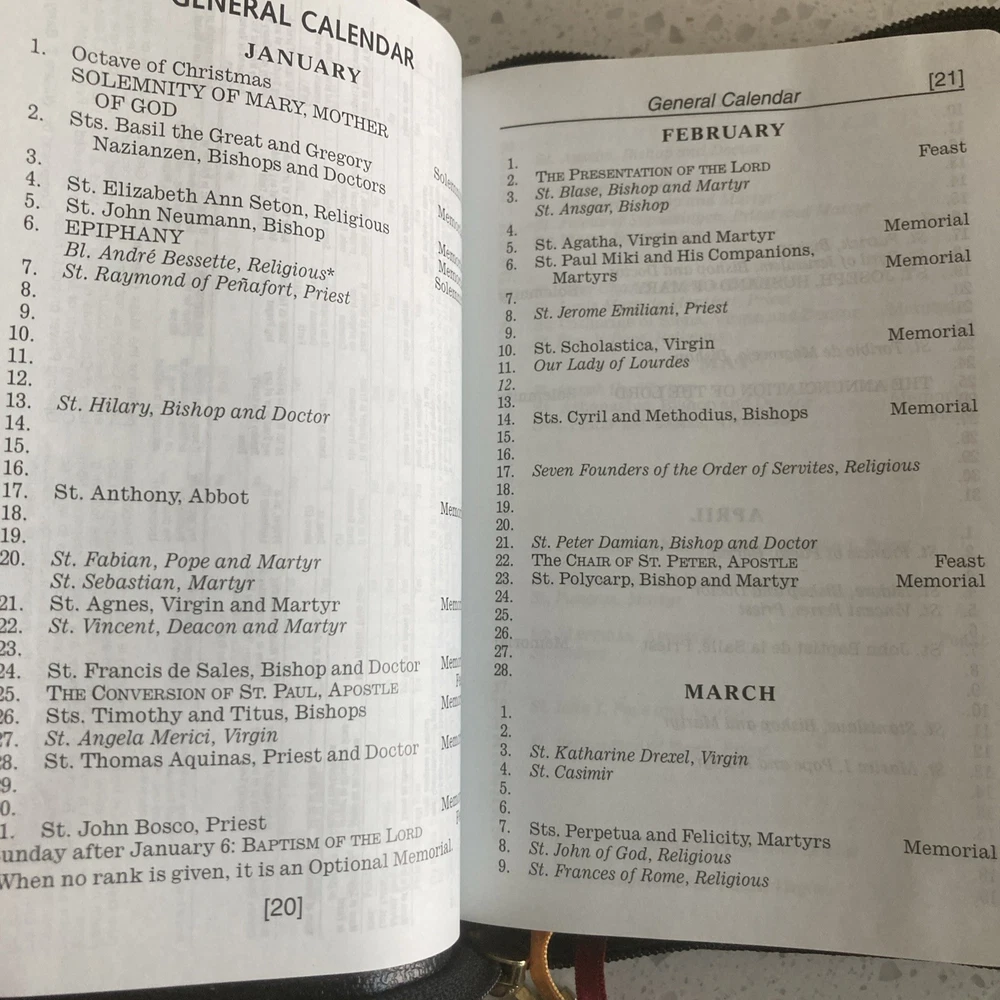 GENERAL CALENDAR
JANUARY
1. Octave of Christmas
SOLEMNITY OF MARY, MOTHER
OF GOD
2. Sts. Basil the Great and Gregory
Nazianzen, Bishops and Doctors
3.
4. St. Elizabeth Ann Seton, Religious
5. St. John Neumann, Bishop
6. EPIPHANY
Bl. André Bessette, Religious*
7. St. Raymond of Peñafort, Priest
8.
9.
10.
11.
12.
13. St. Hilary, Bishop and Doctor
14.
15.
16.
17. St. Anthony, Abbot
18.
19.
20. St. Fabian, Pope and Martyr
St. Sebastian, Martyr
21. St. Agnes, Virgin and Martyr
22. St. Vincent, Deacon and Martyr
23.
24. St. Francis de Sales, Bishop and Doctor
25. THE CONVERSION OF ST. PAUL, APOSTLE
26. Sts. Timothy and Titus, Bishops
27. St. Angela Merici, Virgin
8. St. Thomas Aquinas, Priest and Doctor
9.
0.
1. St. John Bosco, Priest
unday after January 6: BAPTISM OF THE LORD
When no rank is given, it is an Optional Memorial.
[20]
General Calendar [21]
FEBRUARY
1.
2. THE PRESENTATION OF THE LORD Feast
3. St. Blase, Bishop and Martyr
St. Ansgar, Bishop
4.
5. St. Agatha, Virgin and Martyr Memorial
6. St. Paul Miki and His Companions,
Martyrs Memorial
7.
8. St. Jerome Emiliani, Priest
9.
10. St. Scholastica, Virgin Memorial
11. Our Lady of Lourdes
12.
13.
14. Sts. Cyril and Methodius, Bishops Memorial
15.
16.
17. Seven Founders of the Order of Servites, Religious
18.
19.
20.
21. St. Peter Damian, Bishop and Doctor
22. THE CHAIR OF ST. PETER, APOSTLE Feast
23. St. Polycarp, Bishop and Martyr Memorial
24.
25.
26.
27.
28.
MARCH
1.
2.
3. St. Katharine Drexel, Virgin
4. St. Casimir
5.
6.
7. Sts. Perpetua and Felicity, Martyrs Memorial
8. St. John of God, Religious
9. St. Frances of Rome, Religious